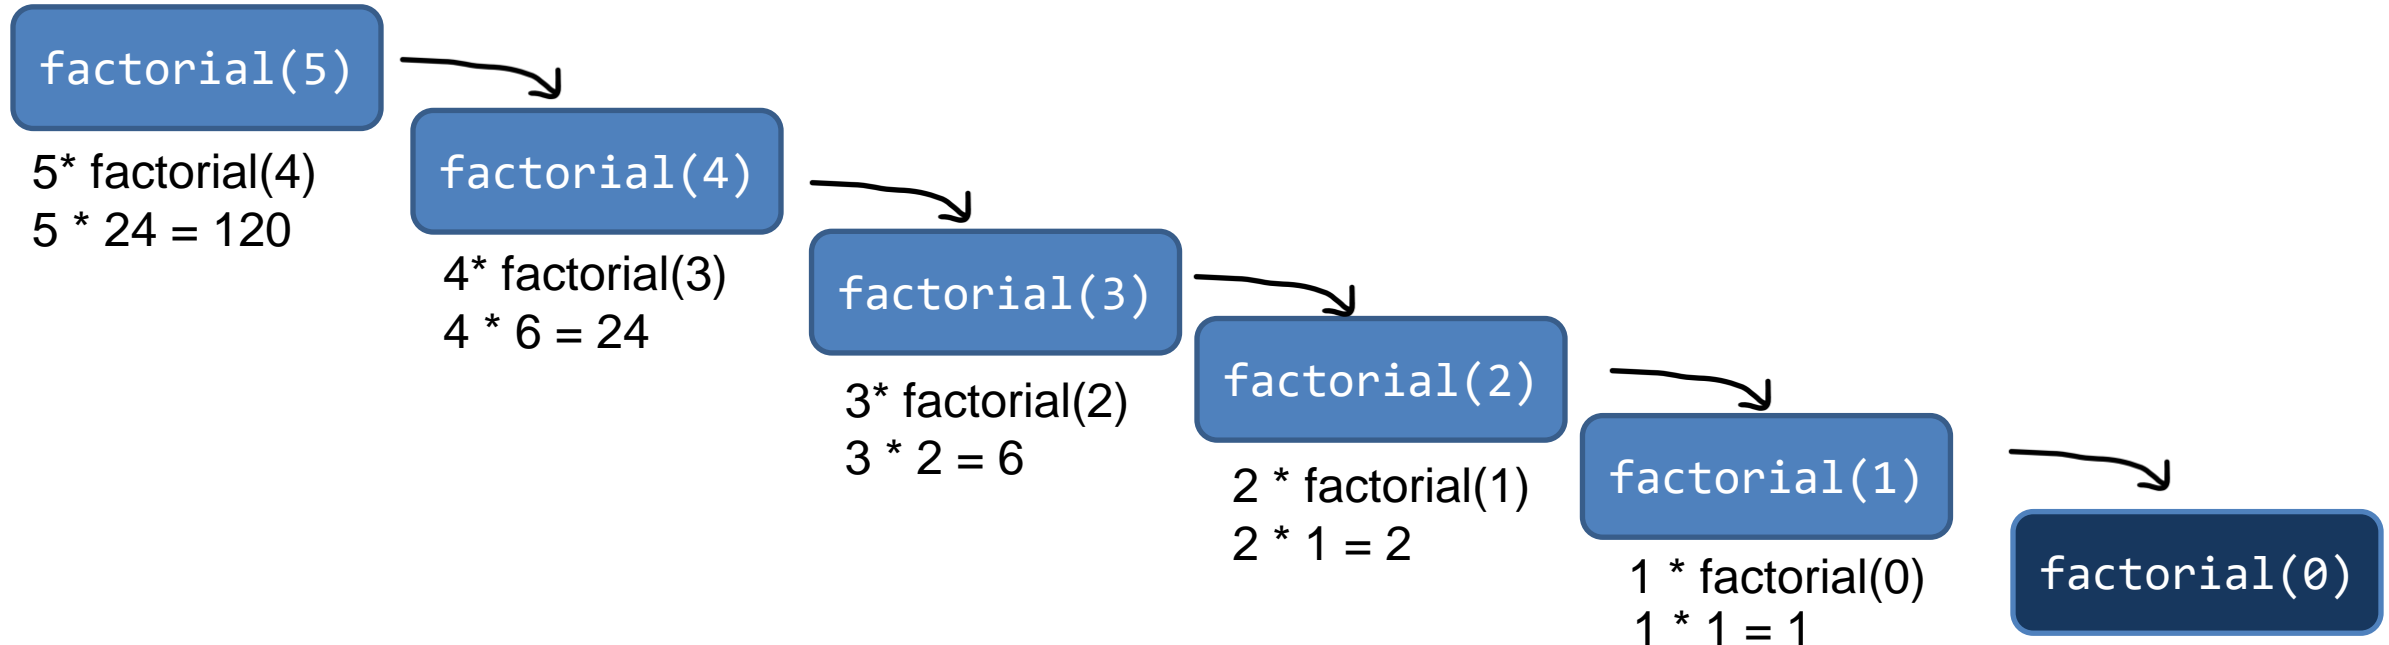 factorial(5)
5* factorial(4)
5 * 24 = 120
factorial(4)
4* factorial(3)
4 * 6 = 24
factorial(3)
3* factorial(2)
3 * 2 = 6
factorial(2)
2 * factorial(1)
2 * 1 = 2
factorial(1)
1 * factorial(0)
1 * 1 = 1
factorial(0)